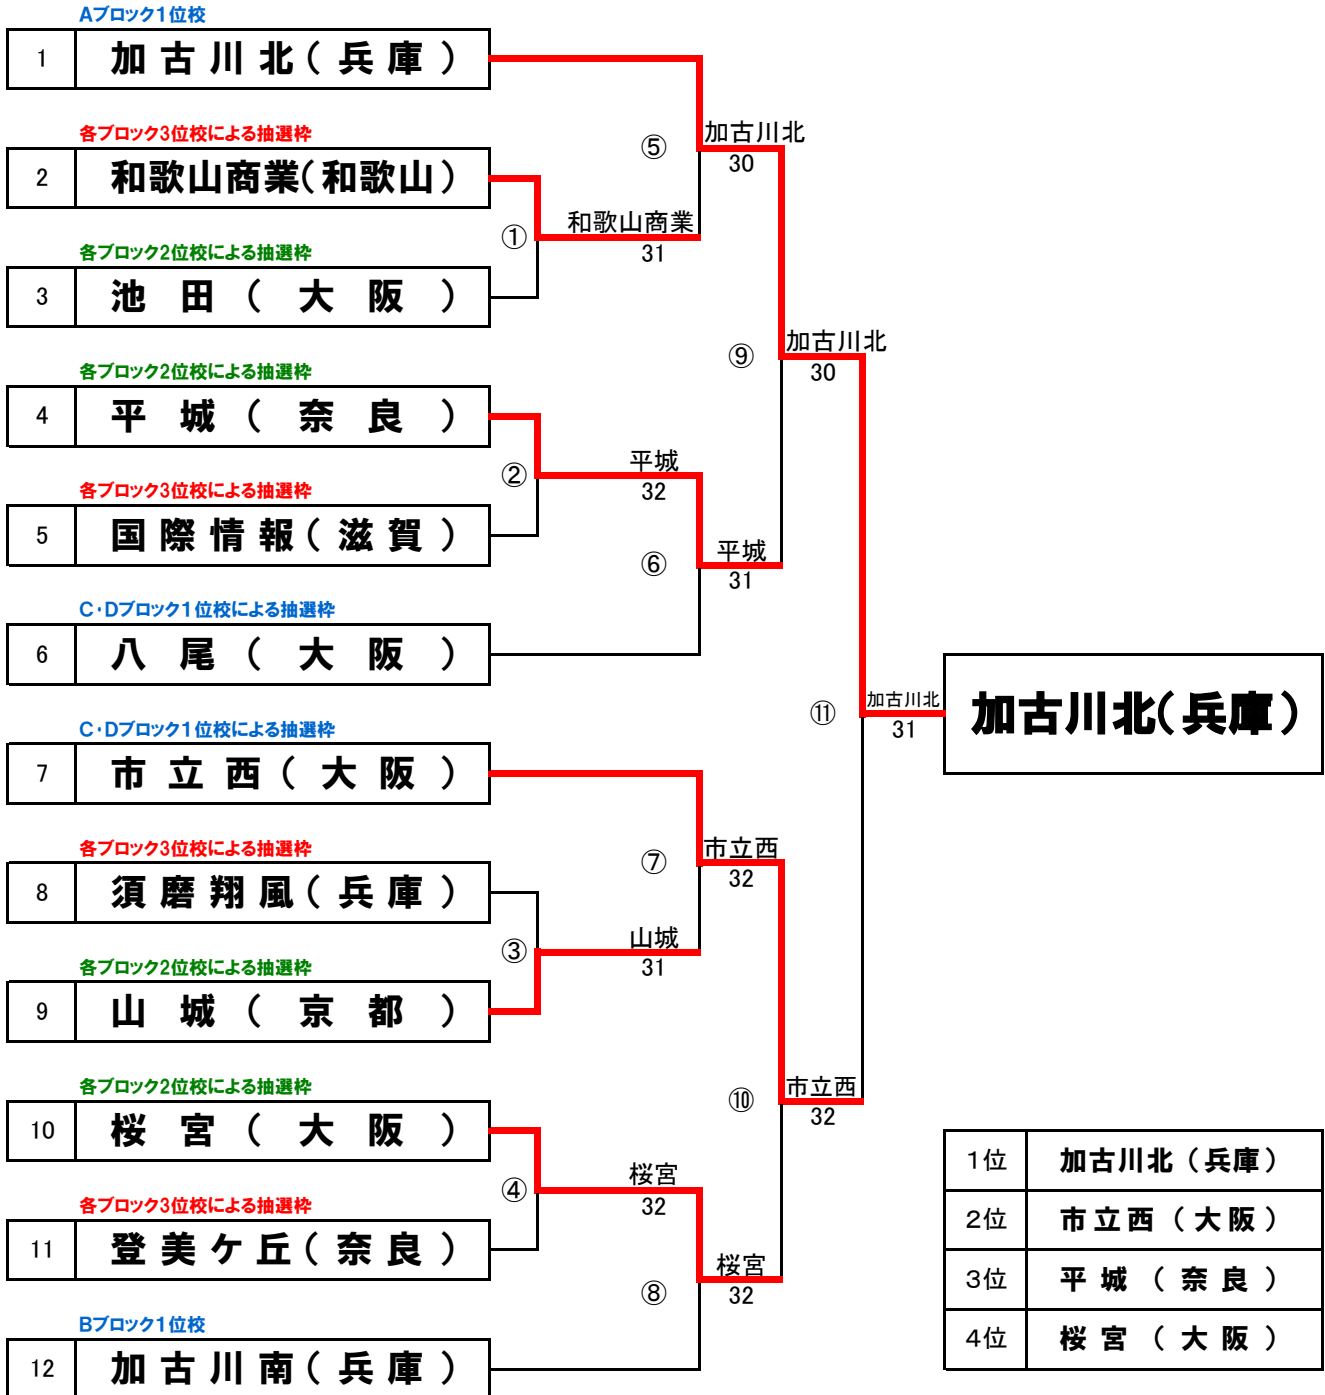 Aブロック1位校
1 加古川北(兵庫)
各ブロック3位校による抽選枠
2 和歌山商業(和歌山)
各ブロック2位校による抽選枠
3 池田(大阪)
各ブロック2位校による抽選枠
4 平城(奈良)
各ブロック3位校による抽選枠
5 国際情報(滋賀)
C・Dブロック1位校による抽選枠
6 八尾(大阪)
C・Dブロック1位校による抽選枠
7 市立西(大阪)
各ブロック3位校による抽選枠
8 須磨翔風(兵庫)
各ブロック2位校による抽選枠
9 山城(京都)
各ブロック2位校による抽選枠
10 桜宮(大阪)
各ブロック3位校による抽選枠
11 登美ケ丘(奈良)
Bブロック1位校
12 加古川南(兵庫)
①
和歌山商業
31
②
平城
32
③
山城
31
④
桜宮
32
⑤
加古川北
30
⑥
平城
31
⑦
市立西
32
⑧
桜宮
32
⑨
加古川北
30
⑩
市立西
32
⑪
加古川北
31
加古川北(兵庫)
1位 加古川北(兵庫)
2位 市立西(大阪)
3位 平城(奈良)
4位 桜宮(大阪)